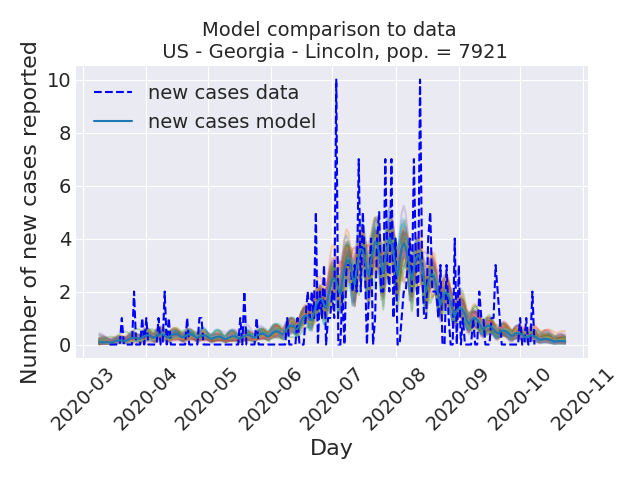 Model comparison to data
US - Georgia - Lincoln, pop. = 7921
Number of new cases reported
10
8
6
4
2
0
new cases data
new cases model
2020-03
2020-04
2020-05
2020-06
2020-07
2020-08
2020-09
2020-10
2020-11
Day